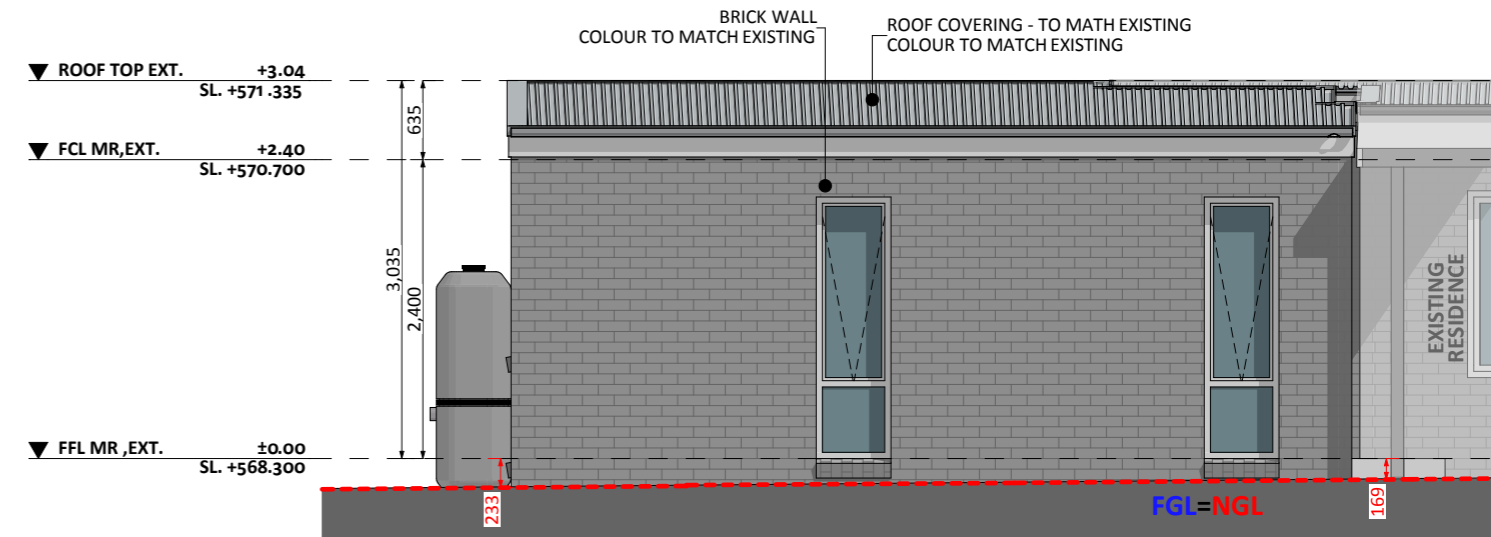 BRICK WALL
COLOUR TO MATCH EXISTING
ROOF COVERING - TO MATH EXISTING
COLOUR TO MATCH EXISTING
ROOF TOP EXT. +3.04
SL. +571.335
635
FCL MR,EXT. +2.40
SL. +570.700
3,035
2,400
EXISTING
RESIDENCE
FFL MR ,EXT. ±0.00
SL. +568.300
233
FGL=NGL
169